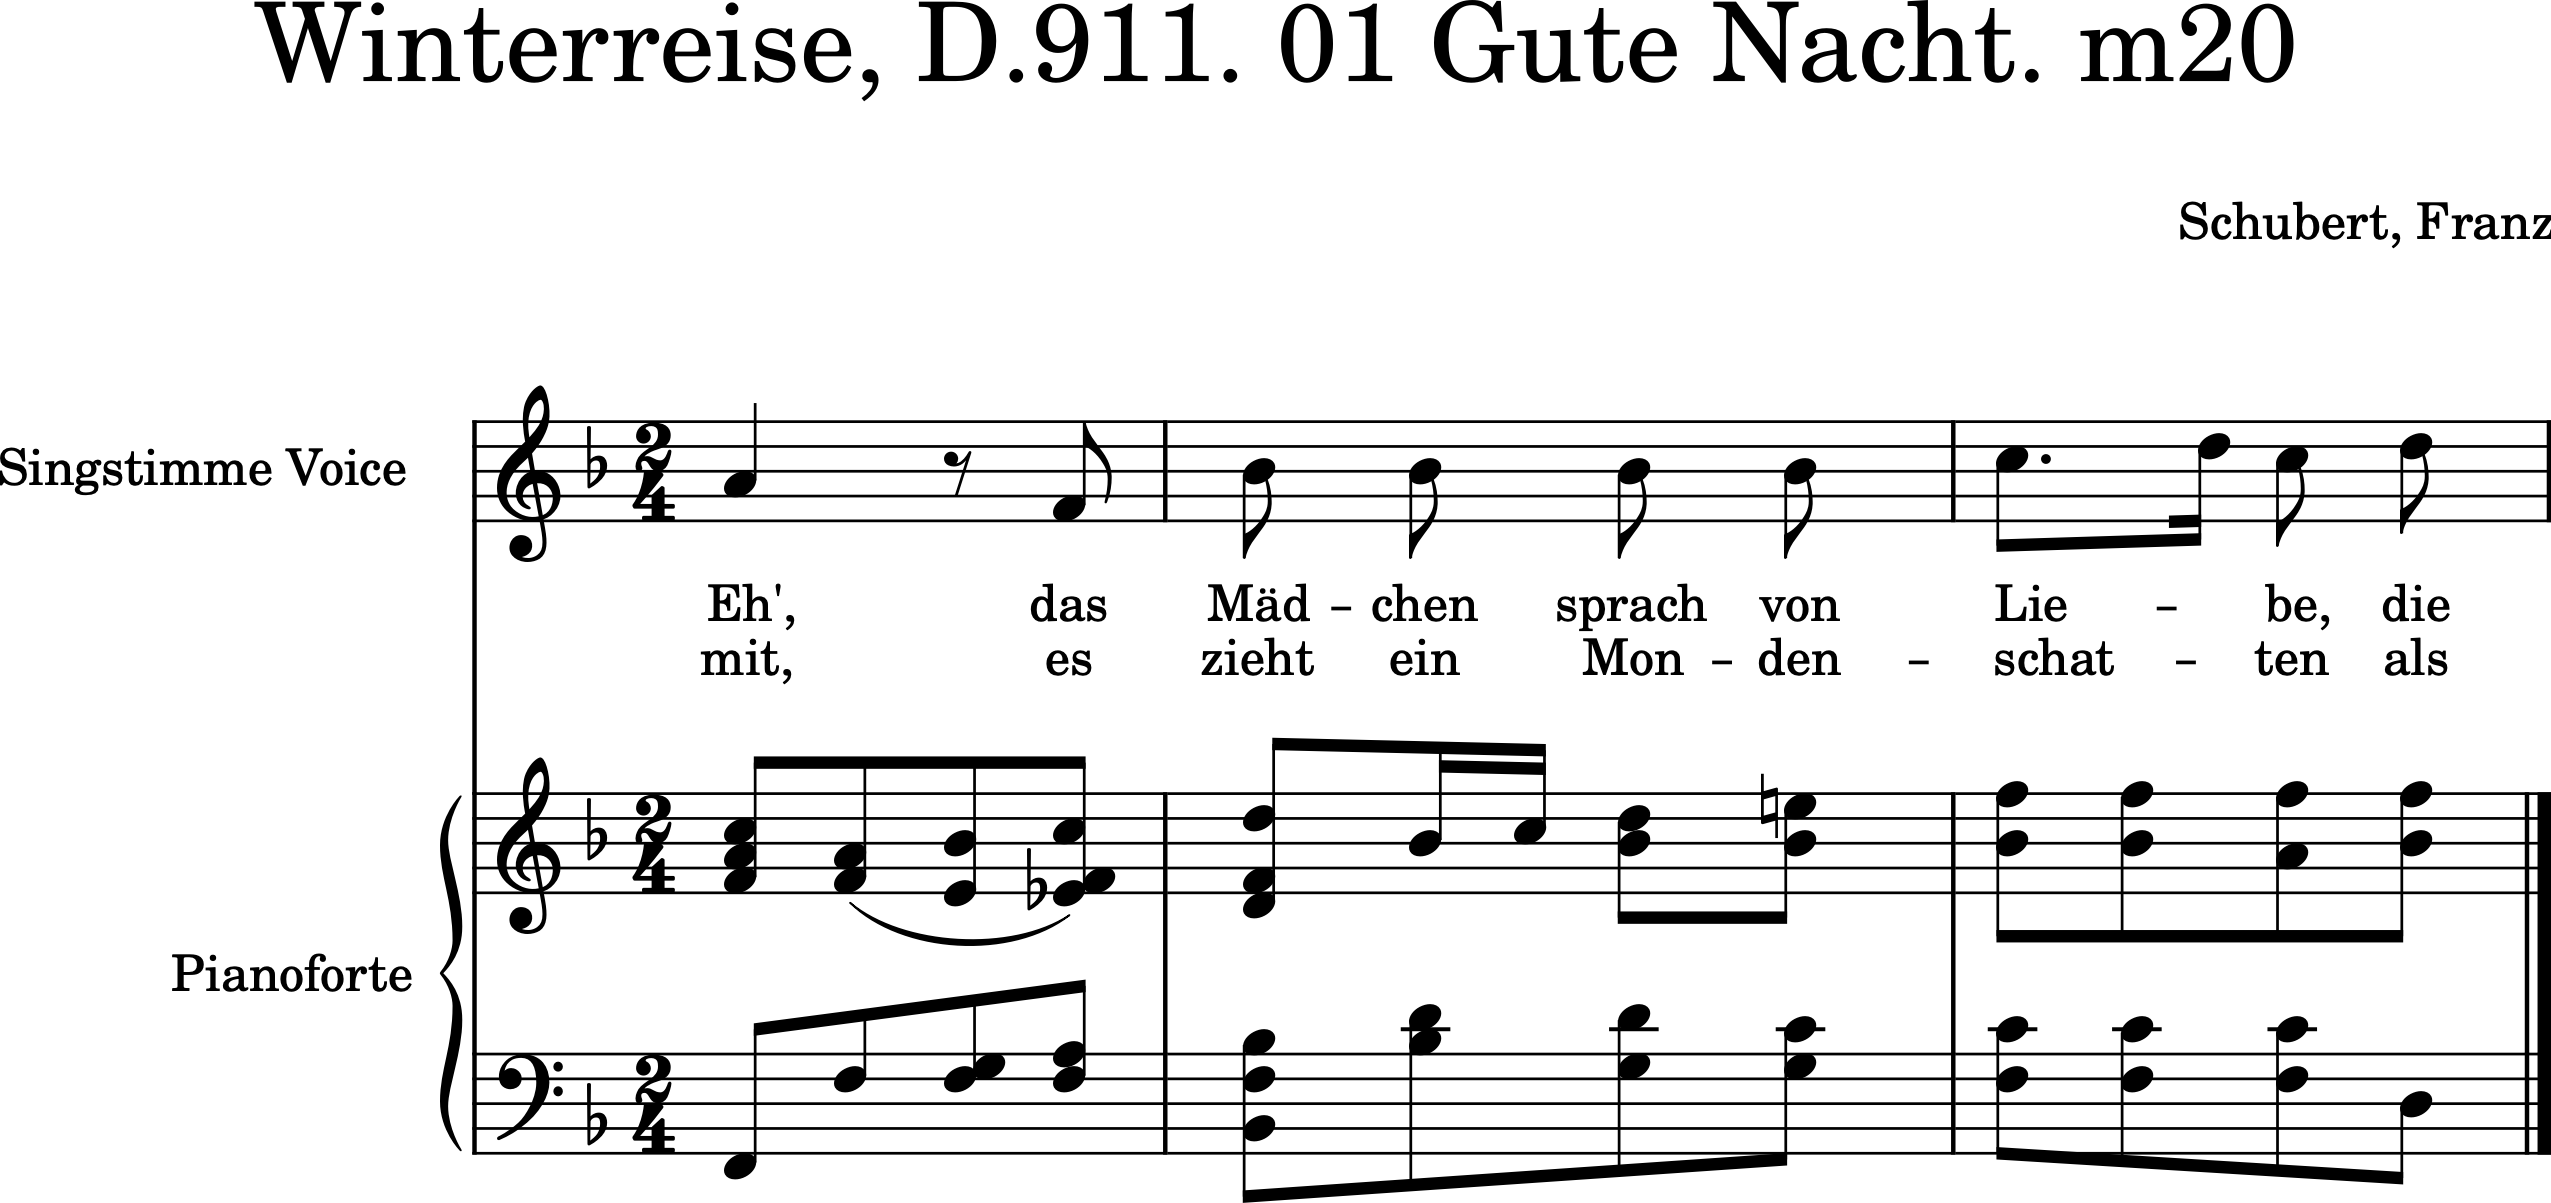 Winterreise, D.911. 01 Gute Nacht. m20
Schubert, Franz
Singstimme Voice
Eh', das Mäd – chen sprach von Lie – be, die
mit, es zieht ein Mon – den – schat – ten als
Pianoforte